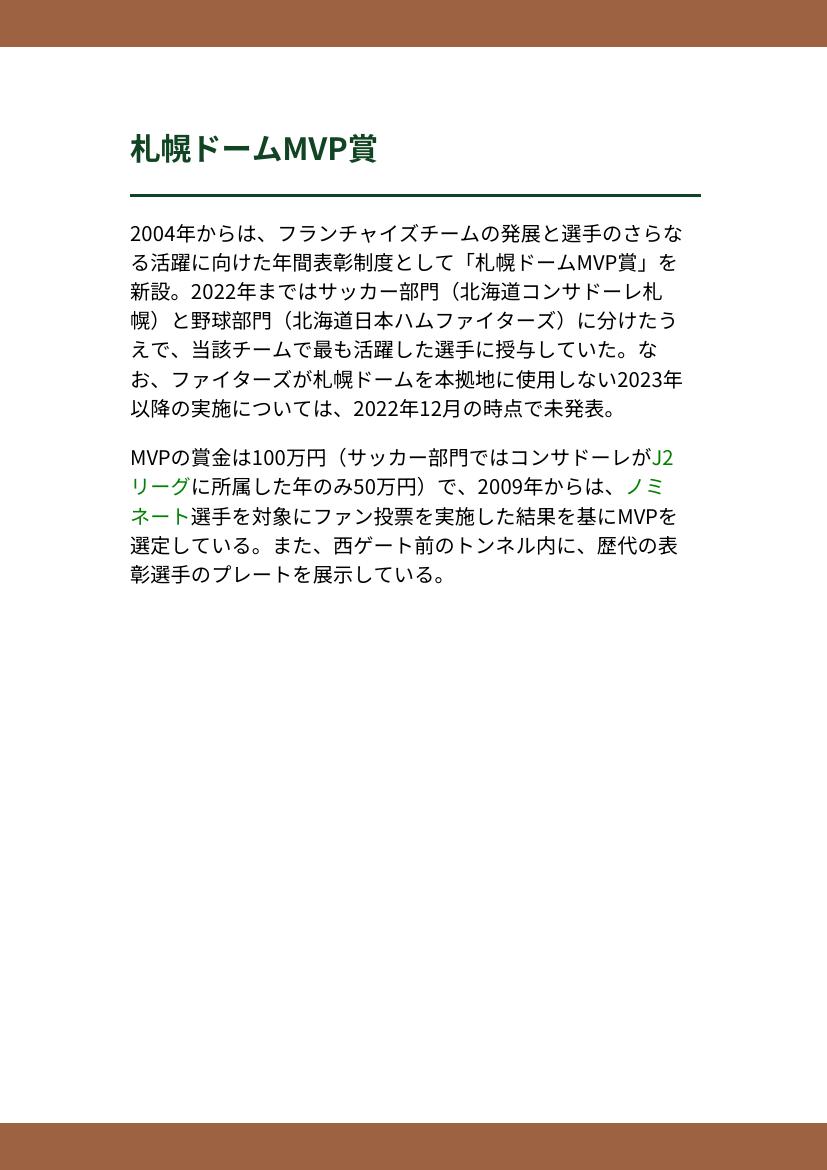 札幌ドームMVP賞
2004年からは、フランチャイズチームの発展と選手のさらな
る活躍に向けた年間表彰制度として「札幌ドームMVP賞」を
新設。2022年まではサッカー部門（北海道コンサドーレ札
幌）と野球部門（北海道日本ハムファイターズ）に分けたう
えで、当該チームで最も活躍した選手に授与していた。な
お、ファイターズが札幌ドームを本拠地に使用しない2023年
以降の実施については、2022年12月の時点で未発表。
MVPの賞金は100万円（サッカー部門ではコンサドーレがJ2
リーグに所属した年のみ50万円）で、2009年からは、ノミ
ネート選手を対象にファン投票を実施した結果を基にMVPを
選定している。また、西ゲート前のトンネル内に、歴代の表
彰選手のプレートを展示している。